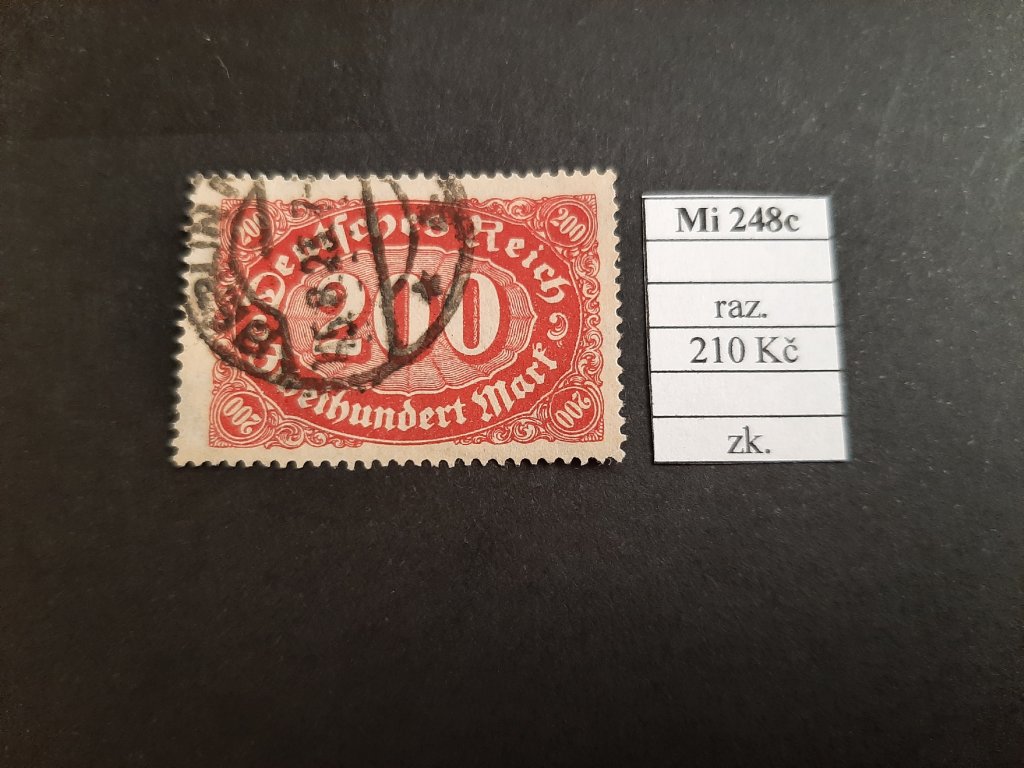 200 200
Deutsches Reich
200
Zweihundert Mark
200 200
Mi 248c
raz.
210 Kč
zk.